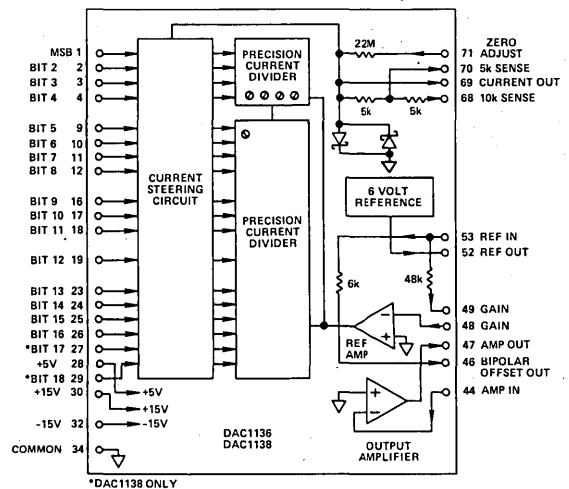 MSB 1
BIT 2 2
BIT 3 3
BIT 4 4
BIT 5 9
BIT 6 10
BIT 7 11
BIT 8 12
BIT 9 16
BIT 10 17
BIT 11 18
BIT 12 19
BIT 13 23
BIT 14 24
BIT 15 25
BIT 16 26
*BIT 17 27
+5V 28
*BIT 18 29
+15V 30
-15V 32
COMMON 34
+5V
+15V
-15V
CURRENT
STEERING
CIRCUIT
PRECISION
CURRENT
DIVIDER
PRECISION
CURRENT
DIVIDER
22M
5k
5k
6 VOLT
REFERENCE
6k
48k
REF
AMP
OUTPUT
AMPLIFIER
DAC1136
DAC1138
ZERO
71 ADJUST
70 5k SENSE
69 CURRENT OUT
68 10k SENSE
53 REF IN
52 REF OUT
49 GAIN
48 GAIN
47 AMP OUT
46 BIPOLAR
OFFSET OUT
44 AMP IN
*DAC1138 ONLY